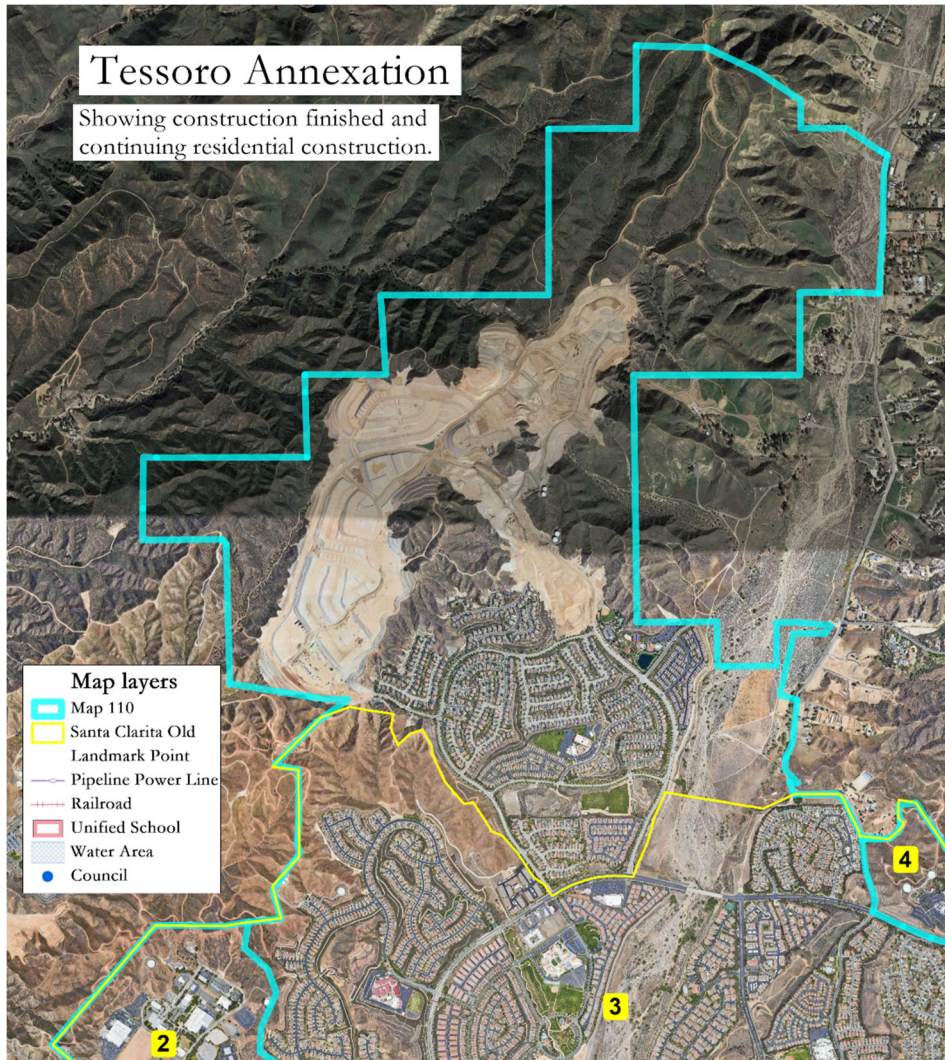 Tessoro Annexation
Showing construction finished and
continuing residential construction.
Map layers
Map 110
Santa Clarita Old
Landmark Point
Pipeline Power Line
Railroad
Unified School
Water Area
Council
4
3
2